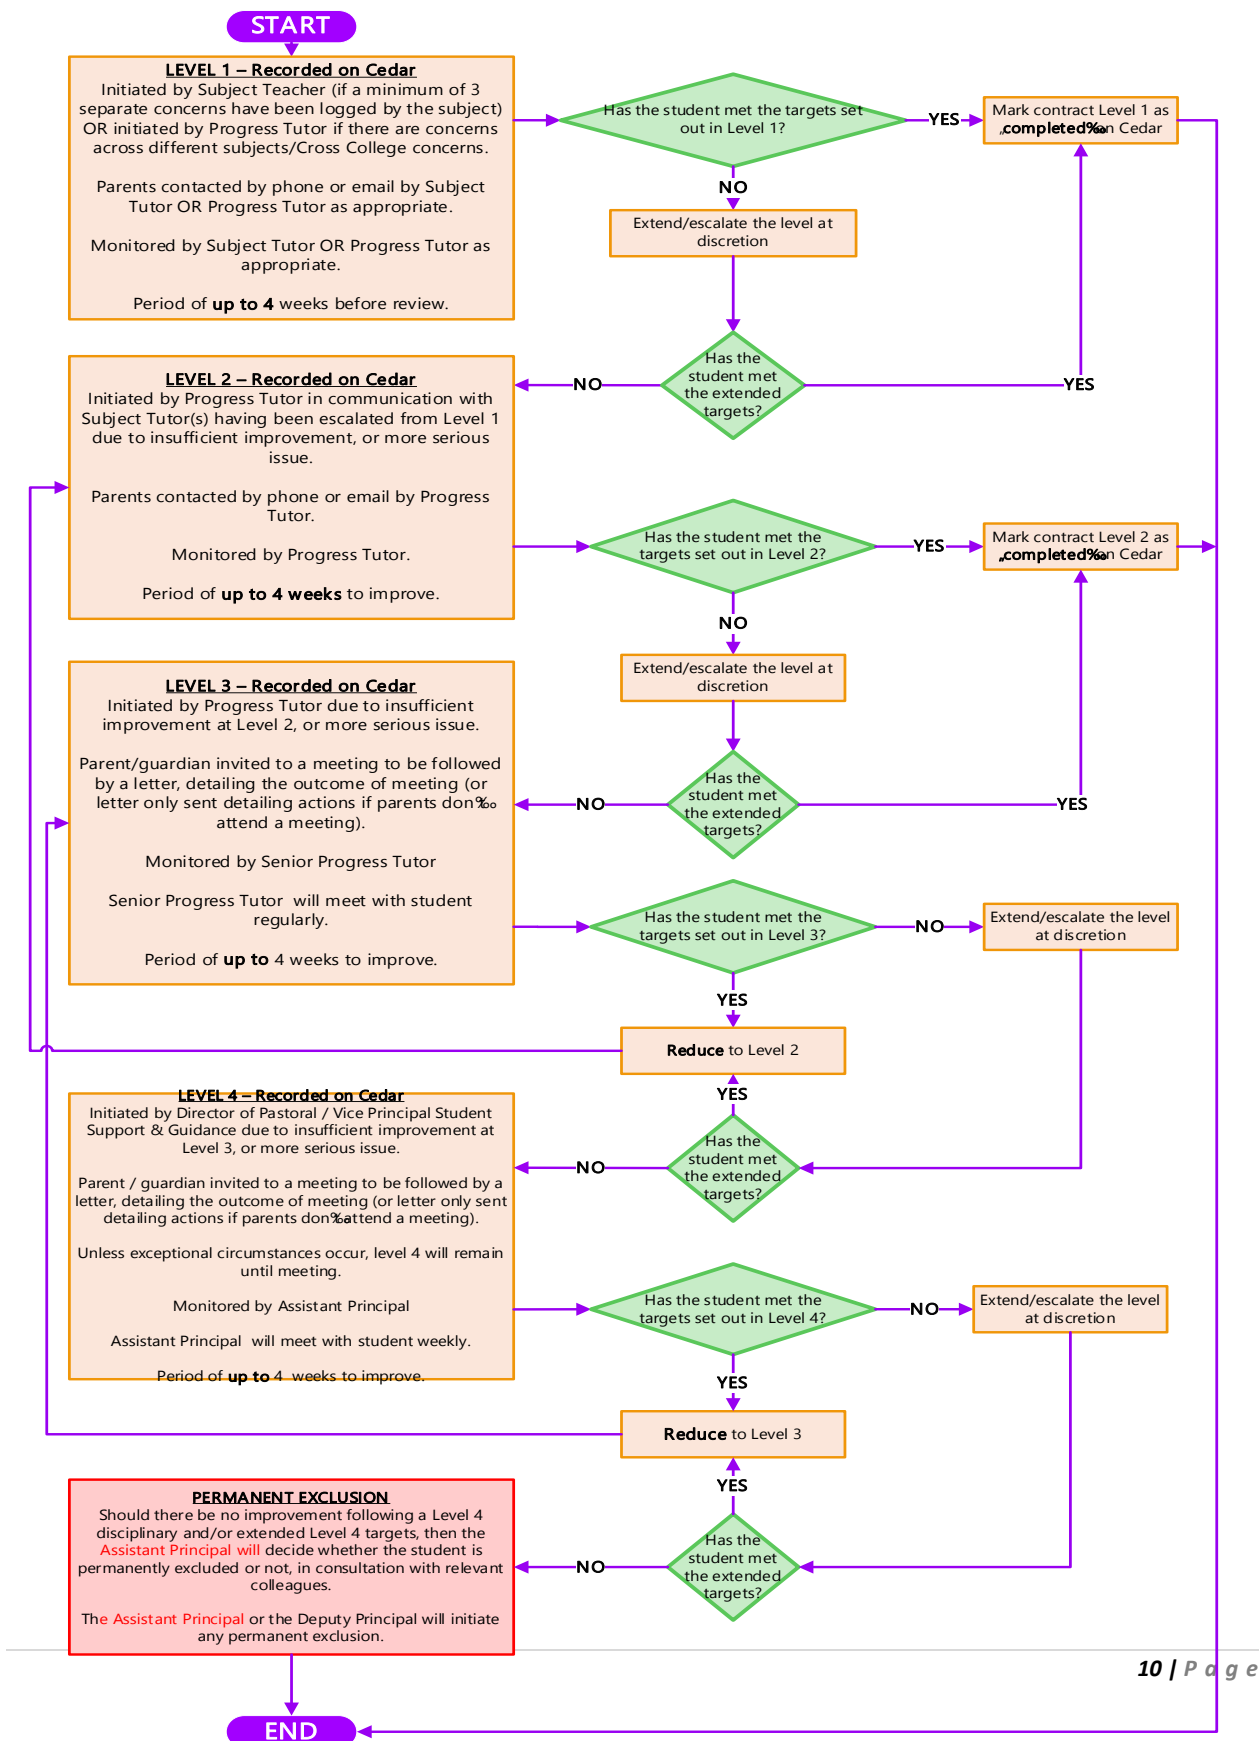 START
LEVEL 1 – Recorded on Cedar
Initiated by Subject Teacher (if a minimum of 3
separate concerns have been logged by the subject)
OR initiated by Progress Tutor if there are concerns
across different subjects/Cross College concerns.
Parents contacted by phone or email by Subject
Tutor OR Progress Tutor as appropriate.
Monitored by Subject Tutor OR Progress Tutor as
appropriate.
Period of up to 4 weeks before review.
Has the student met the targets set
out in Level 1?
YES
Mark contract Level 1 as
„completed‰ on Cedar
NO
Extend/escalate the level at
discretion
Has the
student met
the extended
targets?
NO
YES
LEVEL 2 – Recorded on Cedar
Initiated by Progress Tutor in communication with
Subject Tutor(s) having been escalated from Level 1
due to insufficient improvement, or more serious
issue.
Parents contacted by phone or email by Progress
Tutor.
Monitored by Progress Tutor.
Period of up to 4 weeks to improve.
Has the student met the
targets set out in Level 2?
YES
Mark contract Level 2 as
„completed‰ on Cedar
NO
Extend/escalate the level at
discretion
Has the
student met
the extended
targets?
NO
YES
LEVEL 3 – Recorded on Cedar
Initiated by Progress Tutor due to insufficient
improvement at Level 2, or more serious issue.
Parent/guardian invited to a meeting to be followed
by a letter, detailing the outcome of meeting (or
letter only sent detailing actions if parents don‰
attend a meeting).
Monitored by Senior Progress Tutor
Senior Progress Tutor will meet with student
regularly.
Period of up to 4 weeks to improve.
Has the student met the
targets set out in Level 3?
NO
Extend/escalate the level
at discretion
YES
Reduce to Level 2
YES
Has the
student met
the extended
targets?
NO
LEVEL 4 – Recorded on Cedar
Initiated by Director of Pastoral / Vice Principal Student
Support & Guidance due to insufficient improvement at
Level 3, or more serious issue.
Parent / guardian invited to a meeting to be followed by a
letter, detailing the outcome of meeting (or letter only sent
detailing actions if parents don‰ attend a meeting).
Unless exceptional circumstances occur, level 4 will remain
until meeting.
Monitored by Assistant Principal
Assistant Principal will meet with student weekly.
Period of up to 4 weeks to improve.
Has the student met the
targets set out in Level 4?
NO
Extend/escalate the level
at discretion
YES
Reduce to Level 3
YES
Has the
student met
the extended
targets?
NO
PERMANENT EXCLUSION
Should there be no improvement following a Level 4
disciplinary and/or extended Level 4 targets, then the
Assistant Principal will decide whether the student is
permanently excluded or not, in consultation with relevant
colleagues.
The Assistant Principal or the Deputy Principal will initiate
any permanent exclusion.
10 | Page
END